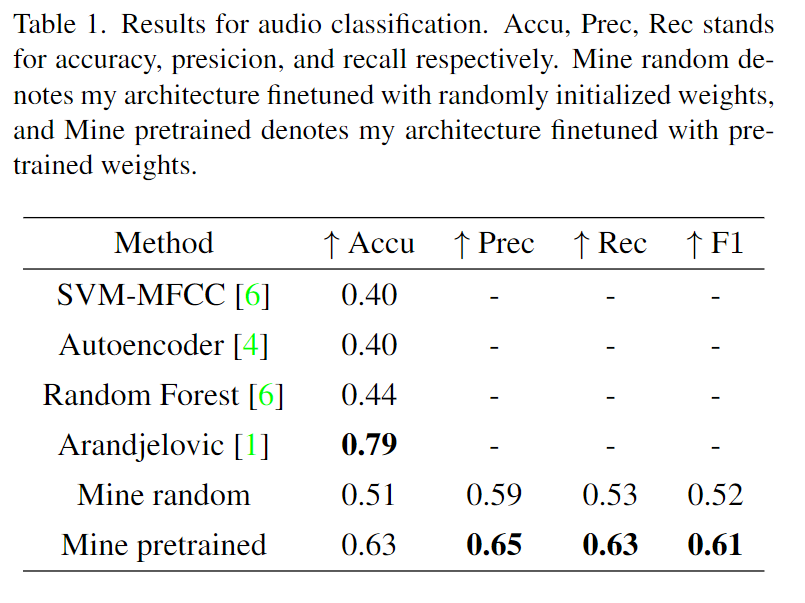 Table 1. Results for audio classification. Accu, Prec, Rec stands
for accuracy, presicion, and recall respectively. Mine random de-
notes my architecture finetuned with randomly initialized weights,
and Mine pretrained denotes my architecture finetuned with pre-
trained weights.
Method ↑ Accu ↑ Prec ↑ Rec ↑ F1
SVM-MFCC [6] 0.40 - - -
Autoencoder [4] 0.40 - - -
Random Forest [6] 0.44 - - -
Arandjelovic [1] 0.79 - - -
Mine random 0.51 0.59 0.53 0.52
Mine pretrained 0.63 0.65 0.63 0.61